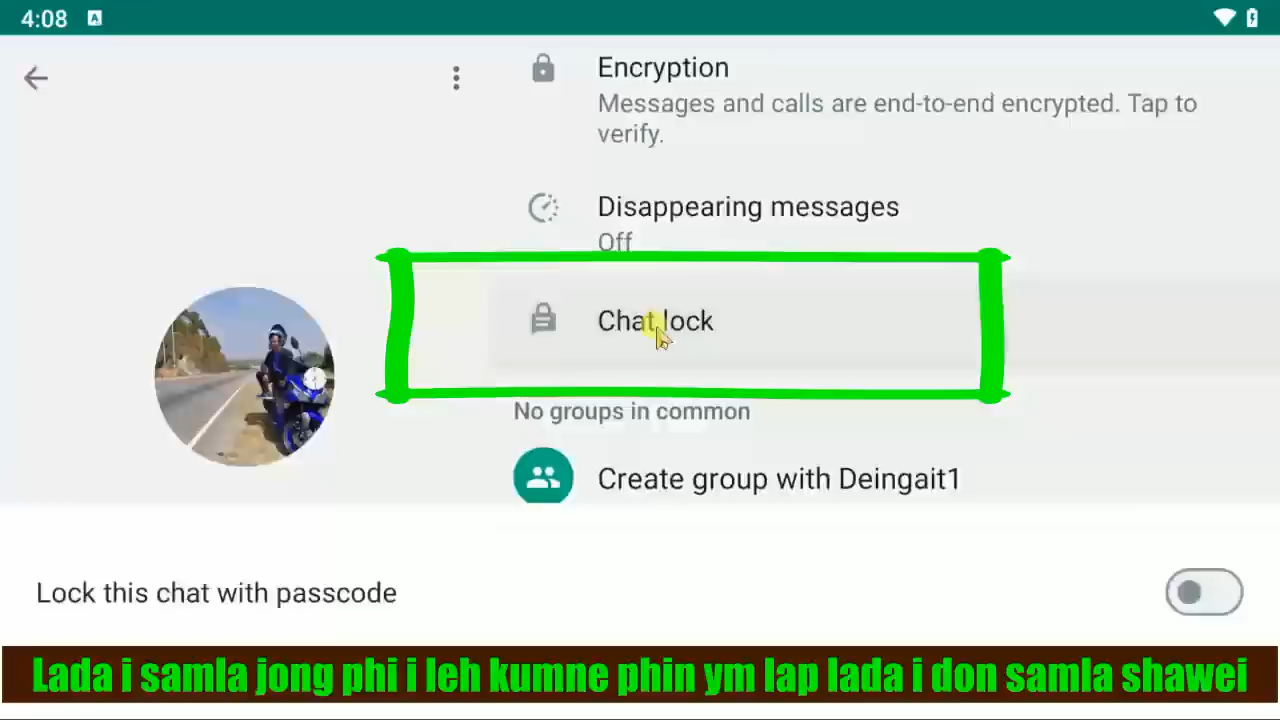 4:08 A
Encryption
Messages and calls are end-to-end encrypted. Tap to
verify.
Disappearing messages
Off
Chat lock
No groups in common
Create group with Deingait1
Lock this chat with passcode
Lada i samla jong phi i leh kumne phin ym lap lada i don samla shawei